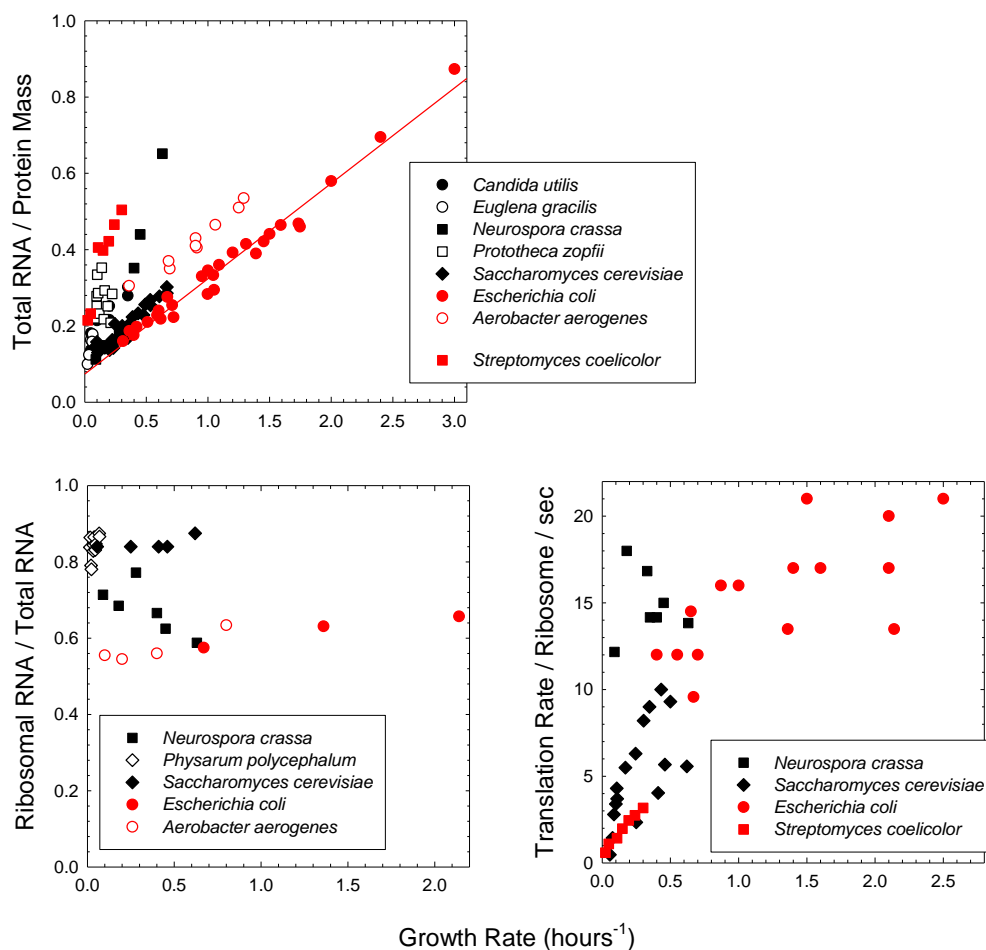 Total RNA / Protein Mass
1.0
0.8
0.6
0.4
0.2
0.0
0.0 0.5 1.0 1.5 2.0 2.5 3.0
Candida utilis
Euglena gracilis
Neurospora crassa
Prototheca zopfii
Saccharomyces cerevisiae
Escherichia coli
Aerobacter aerogenes
Streptomyces coelicolor
Ribosomal RNA / Total RNA
1.0
0.8
0.6
0.4
0.2
0.0
0.0 0.5 1.0 1.5 2.0
Neurospora crassa
Physarum polycephalum
Saccharomyces cerevisiae
Escherichia coli
Aerobacter aerogenes
Translation Rate / Ribosome / sec
20
15
10
5
0
0.0 0.5 1.0 1.5 2.0 2.5
Neurospora crassa
Saccharomyces cerevisiae
Escherichia coli
Streptomyces coelicolor
Growth Rate (hours⁻¹)